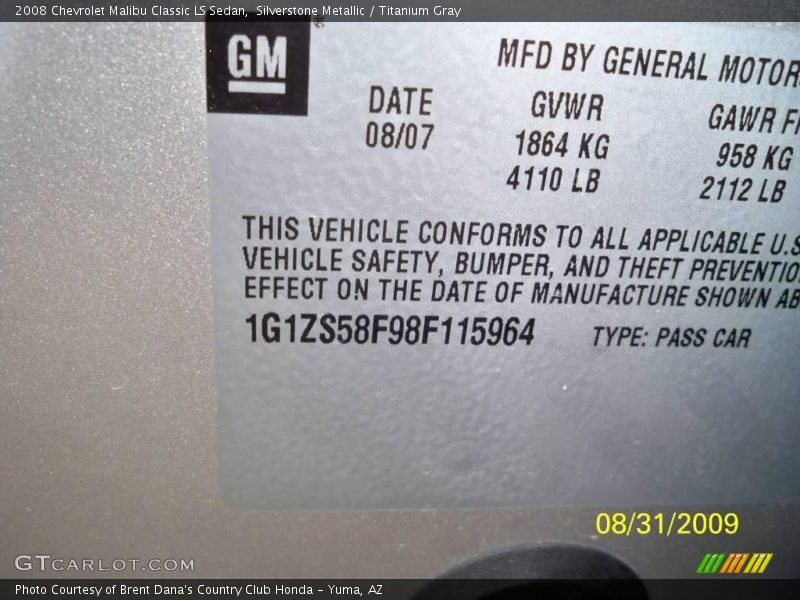 2008 Chevrolet Malibu Classic LS Sedan, Silverstone Metallic / Titanium Gray
GM
®
MFD BY GENERAL MOTOR
DATE GVWR GAWR
08/07 1864 KG 958 KG
4110 LB 2112 LB
THIS VEHICLE CONFORMS TO ALL APPLICABLE U.S
VEHICLE SAFETY, BUMPER, AND THEFT PREVENTIO
EFFECT ON THE DATE OF MANUFACTURE SHOWN AB
1G1ZS58F98F115964 TYPE: PASS CAR
08/31/2009
GTCARLOT.COM
Photo Courtesy of Brent Dana's Country Club Honda - Yuma, AZ